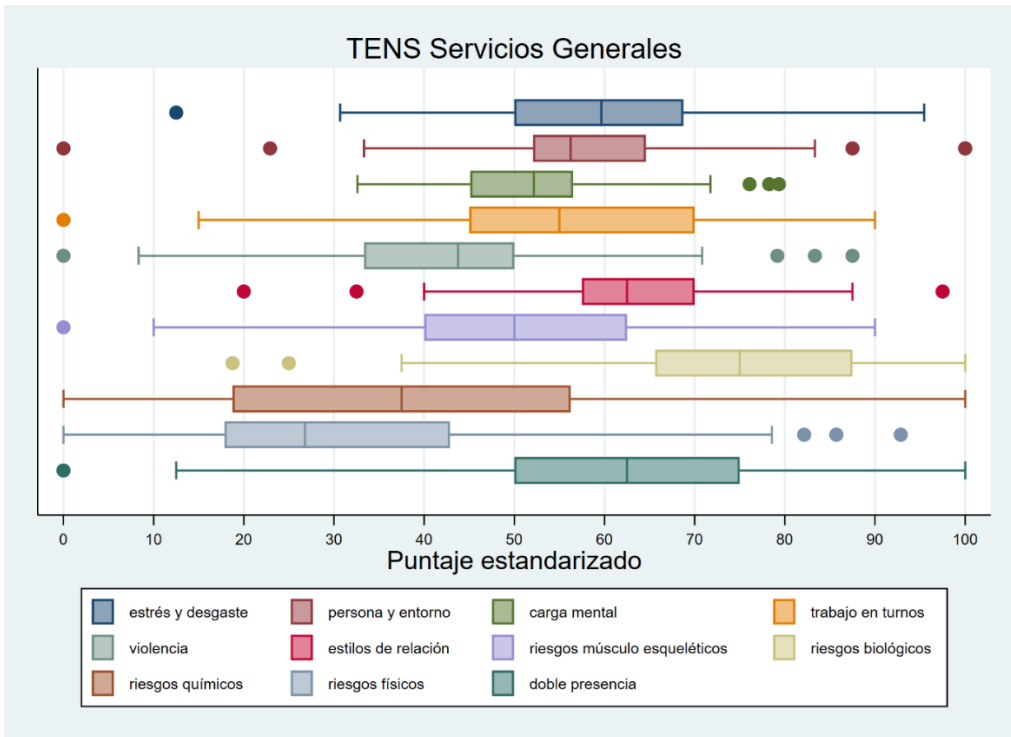 TENS Servicios Generales
0 10 20 30 40 50 60 70 80 90 100
Puntaje estandarizado
estrés y desgaste persona y entorno carga mental trabajo en turnos
violencia estilos de relación riesgos músculo esqueléticos riesgos biológicos
riesgos químicos riesgos físicos doble presencia